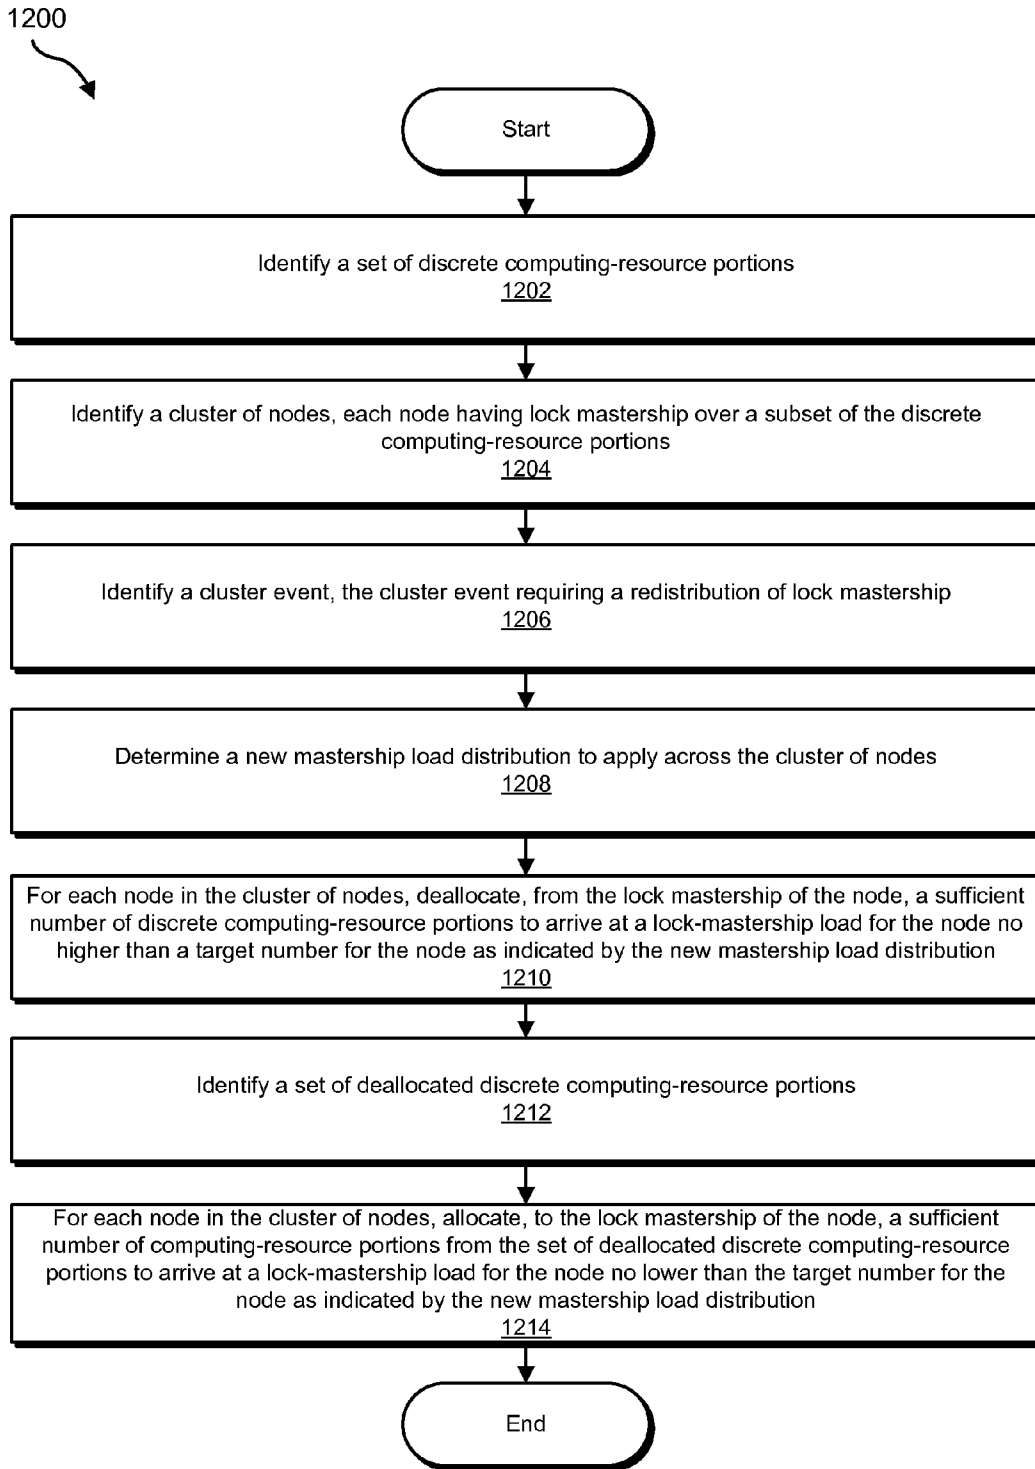 1200
Start
Identify a set of discrete computing-resource portions
1202
Identify a cluster of nodes, each node having lock mastership over a subset of the discrete
computing-resource portions
1204
Identify a cluster event, the cluster event requiring a redistribution of lock mastership
1206
Determine a new mastership load distribution to apply across the cluster of nodes
1208
For each node in the cluster of nodes, deallocate, from the lock mastership of the node, a sufficient
number of discrete computing-resource portions to arrive at a lock-mastership load for the node no
higher than a target number for the node as indicated by the new mastership load distribution
1210
Identify a set of deallocated discrete computing-resource portions
1212
For each node in the cluster of nodes, allocate, to the lock mastership of the node, a sufficient
number of computing-resource portions from the set of deallocated discrete computing-resource
portions to arrive at a lock-mastership load for the node no lower than the target number for the
node as indicated by the new mastership load distribution
1214
End